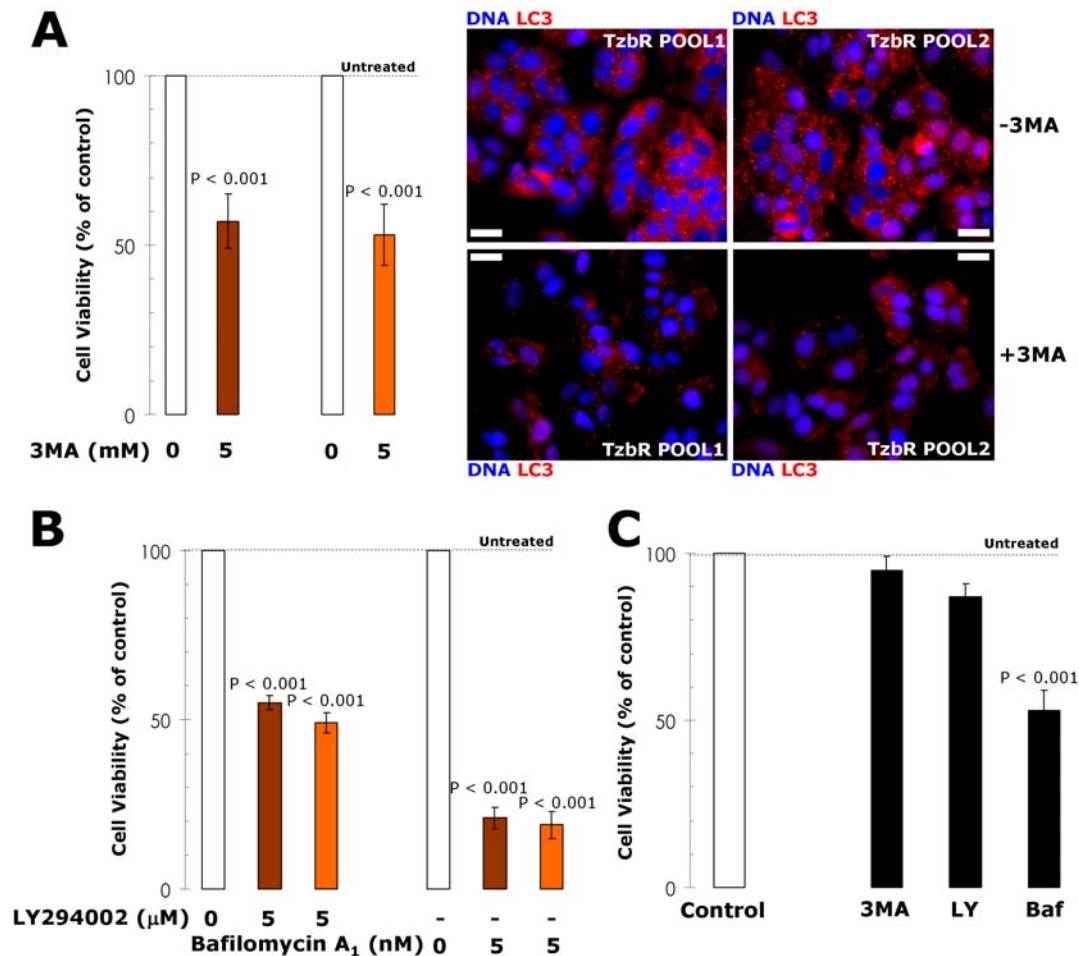 A
Cell Viability (% of control)
100
50
0
Untreated
P < 0.001
P < 0.001
3MA (mM) 0 5 0 5
DNA LC3
DNA LC3
TzbR POOL1
TzbR POOL2
-3MA
+3MA
TzbR POOL1
TzbR POOL2
DNA LC3
DNA LC3
B
Cell Viability (% of control)
100
50
0
Untreated
P < 0.001
P < 0.001
P < 0.001
P < 0.001
LY294002 (μM) 0 5 5 - - -
Bafilomycin A1 (nM) 0 5 5
C
Cell Viability (% of control)
100
50
0
Untreated
P < 0.001
Control 3MA LY Baf